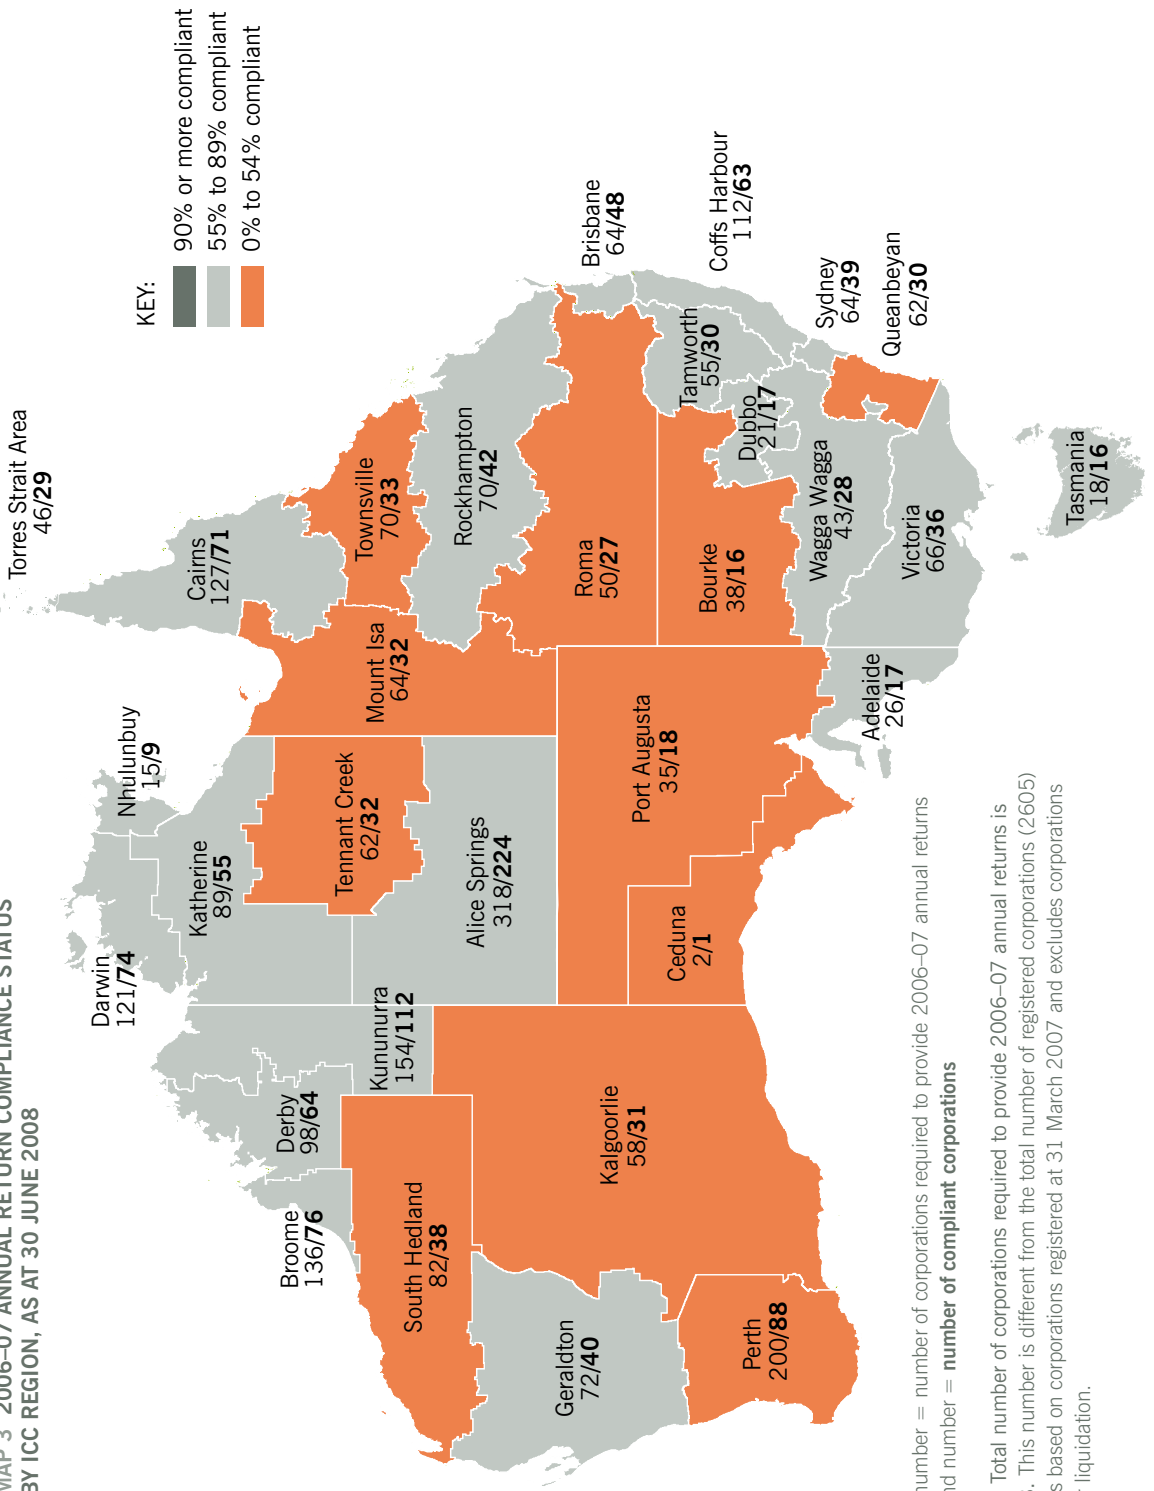 MAP 3 2006–07 ANNUAL RETURN COMPLIANCE STATUS
BY ICC REGION, AS AT 30 JUNE 2008
KEY:
90% or more compliant
55% to 89% compliant
0% to 54% compliant
Torres Strait Area
46/29
Darwin
121/74
Nhulunbuy
15/9
Cairns
127/71
Katherine
89/55
Broome
136/76
Derby
98/64
Kununurra
154/112
Tennant Creek
62/32
Mount Isa
64/32
Townsville
70/33
South Hedland
82/38
Alice Springs
318/224
Rockhampton
70/42
Geraldton
72/40
Kalgoorlie
58/31
Port Augusta
35/18
Roma
50/27
Brisbane
64/48
Perth
200/88
Ceduna
2/1
Bourke
38/16
Tamworth
55/30
Coffs Harbour
112/63
Dubbo
21/17
Sydney
64/39
Wagga Wagga
43/28
Queanbeyan
62/30
Adelaide
26/17
Victoria
66/36
Tasmania
18/16
number = number of corporations required to provide 2006–07 annual returns
number = number of compliant corporations
Total number of corporations required to provide 2006–07 annual returns is
This number is different from the total number of registered corporations (2605)
based on corporations registered at 31 March 2007 and excludes corporations
liquidation.